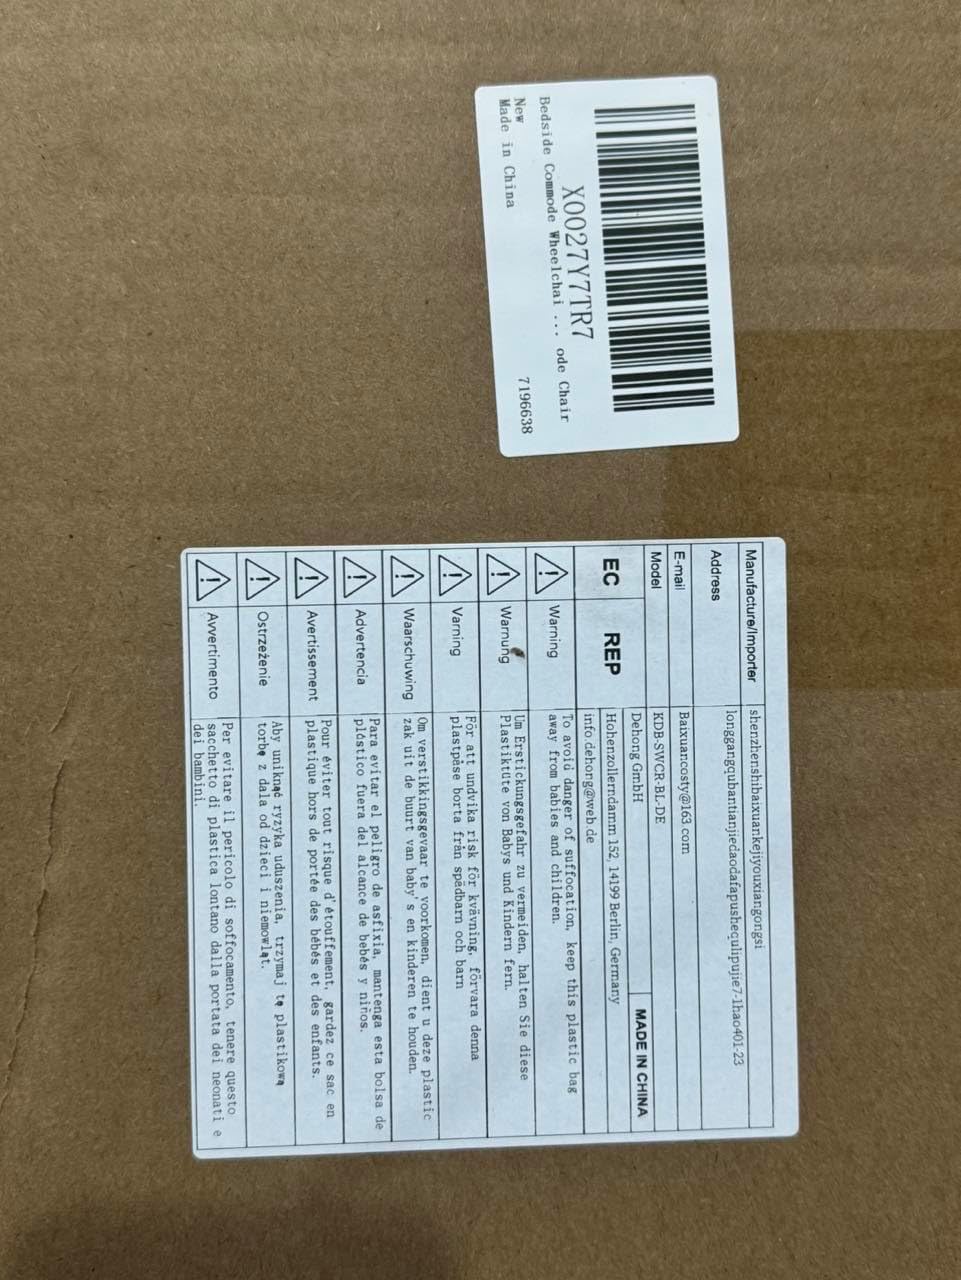 X0027Y7TR7
Bedside Commode Wheelchai ... ode Chair
New
Made in China
7196638
Manufacture/Importer shenzhenshibaixuankejiyouxiangongsi
Address longgangqubantianjiedaodafapushequlipujie7-1hao401-23
E-mail Baixuancosty@163.com
Model KDB-SWCR-BL-DE
EC REP
Dehong GmbH
MADE IN CHINA
Hohenzollerndamm 152, 14199 Berlin, Germany
info.dehong@web.de
Warning
To avoiü danger of suffocation, keep this plastic bag
away from babies and children.
Warnung
Um Erstickungsgefahr zu vermeiden, halten Sie diese
Plastiktüte von Babys und Kindern fern.
Varning
För att undvika risk för kvävning, förvara denna
plastpåse borta från spädbarn och barn
Waarschuwing
Om verstikkingsgevaar te voorkomen, dient u deze plastic
zak uit de buurt van baby's en kinderen te houden.
Advertencia
Para evitar el peligro de asfixia, mantenga esta bolsa de
plóstico fuera del alcance de bebés y niños.
Avertissement
Pour éviter tout risque d'étouffement, gardez ce sac en
plastique hors de portée des bébés et des enfants.
Ostrzeżenie
Aby uniknąć ryzyka uduszenia, trzymaj tę plastikową
torbę z dala od dzieci i niemowląt.
Avvertimento
Per evitare il pericolo di soffocamento, tenere questo
sacchetto di plastica lontano dalla portata dei neonati e
dei bambini.